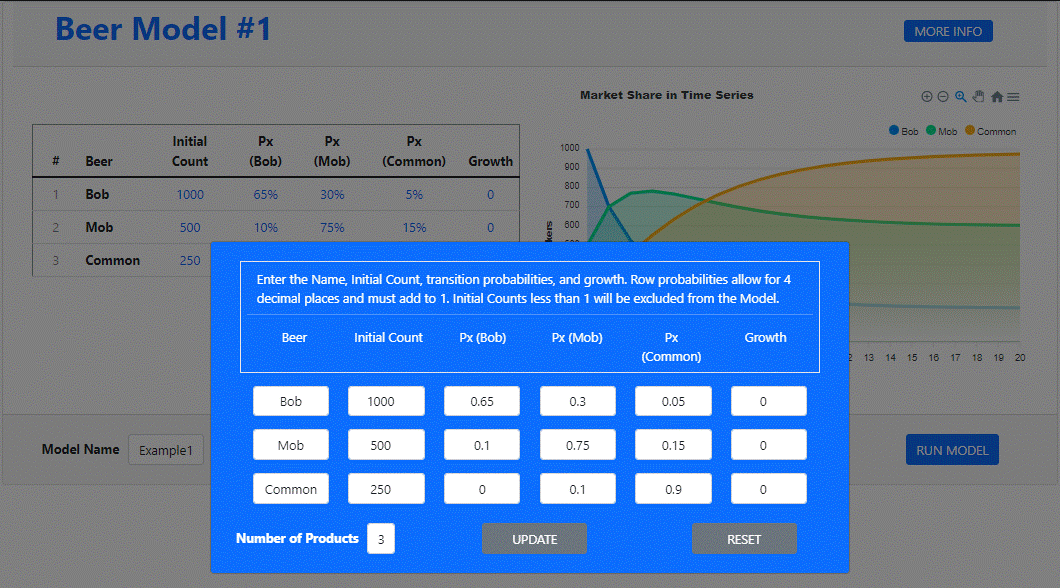 Beer Model #1
MORE INFO
Market Share in Time Series
Bob Mob Common
Initial Px Px Px
# Beer Count (Bob) (Mob) (Common) Growth
1 Bob 1000 65% 30% 5% 0
2 Mob 500 10% 75% 15% 0
3 Common 250
1000
900
800
700
600
12 13 14 15 16 17 18 19 20
Enter the Name, Initial Count, transition probabilities, and growth. Row probabilities allow for 4
decimal places and must add to 1. Initial Counts less than 1 will be excluded from the Model.
Beer Initial Count Px (Bob) Px (Mob) Px Growth
(Common)
Bob 1000 0.65 0.3 0.05 0
Mob 500 0.1 0.75 0.15 0
Common 250 0 0.1 0.9 0
Number of Products 3 UPDATE RESET
Model Name Example1
RUN MODEL